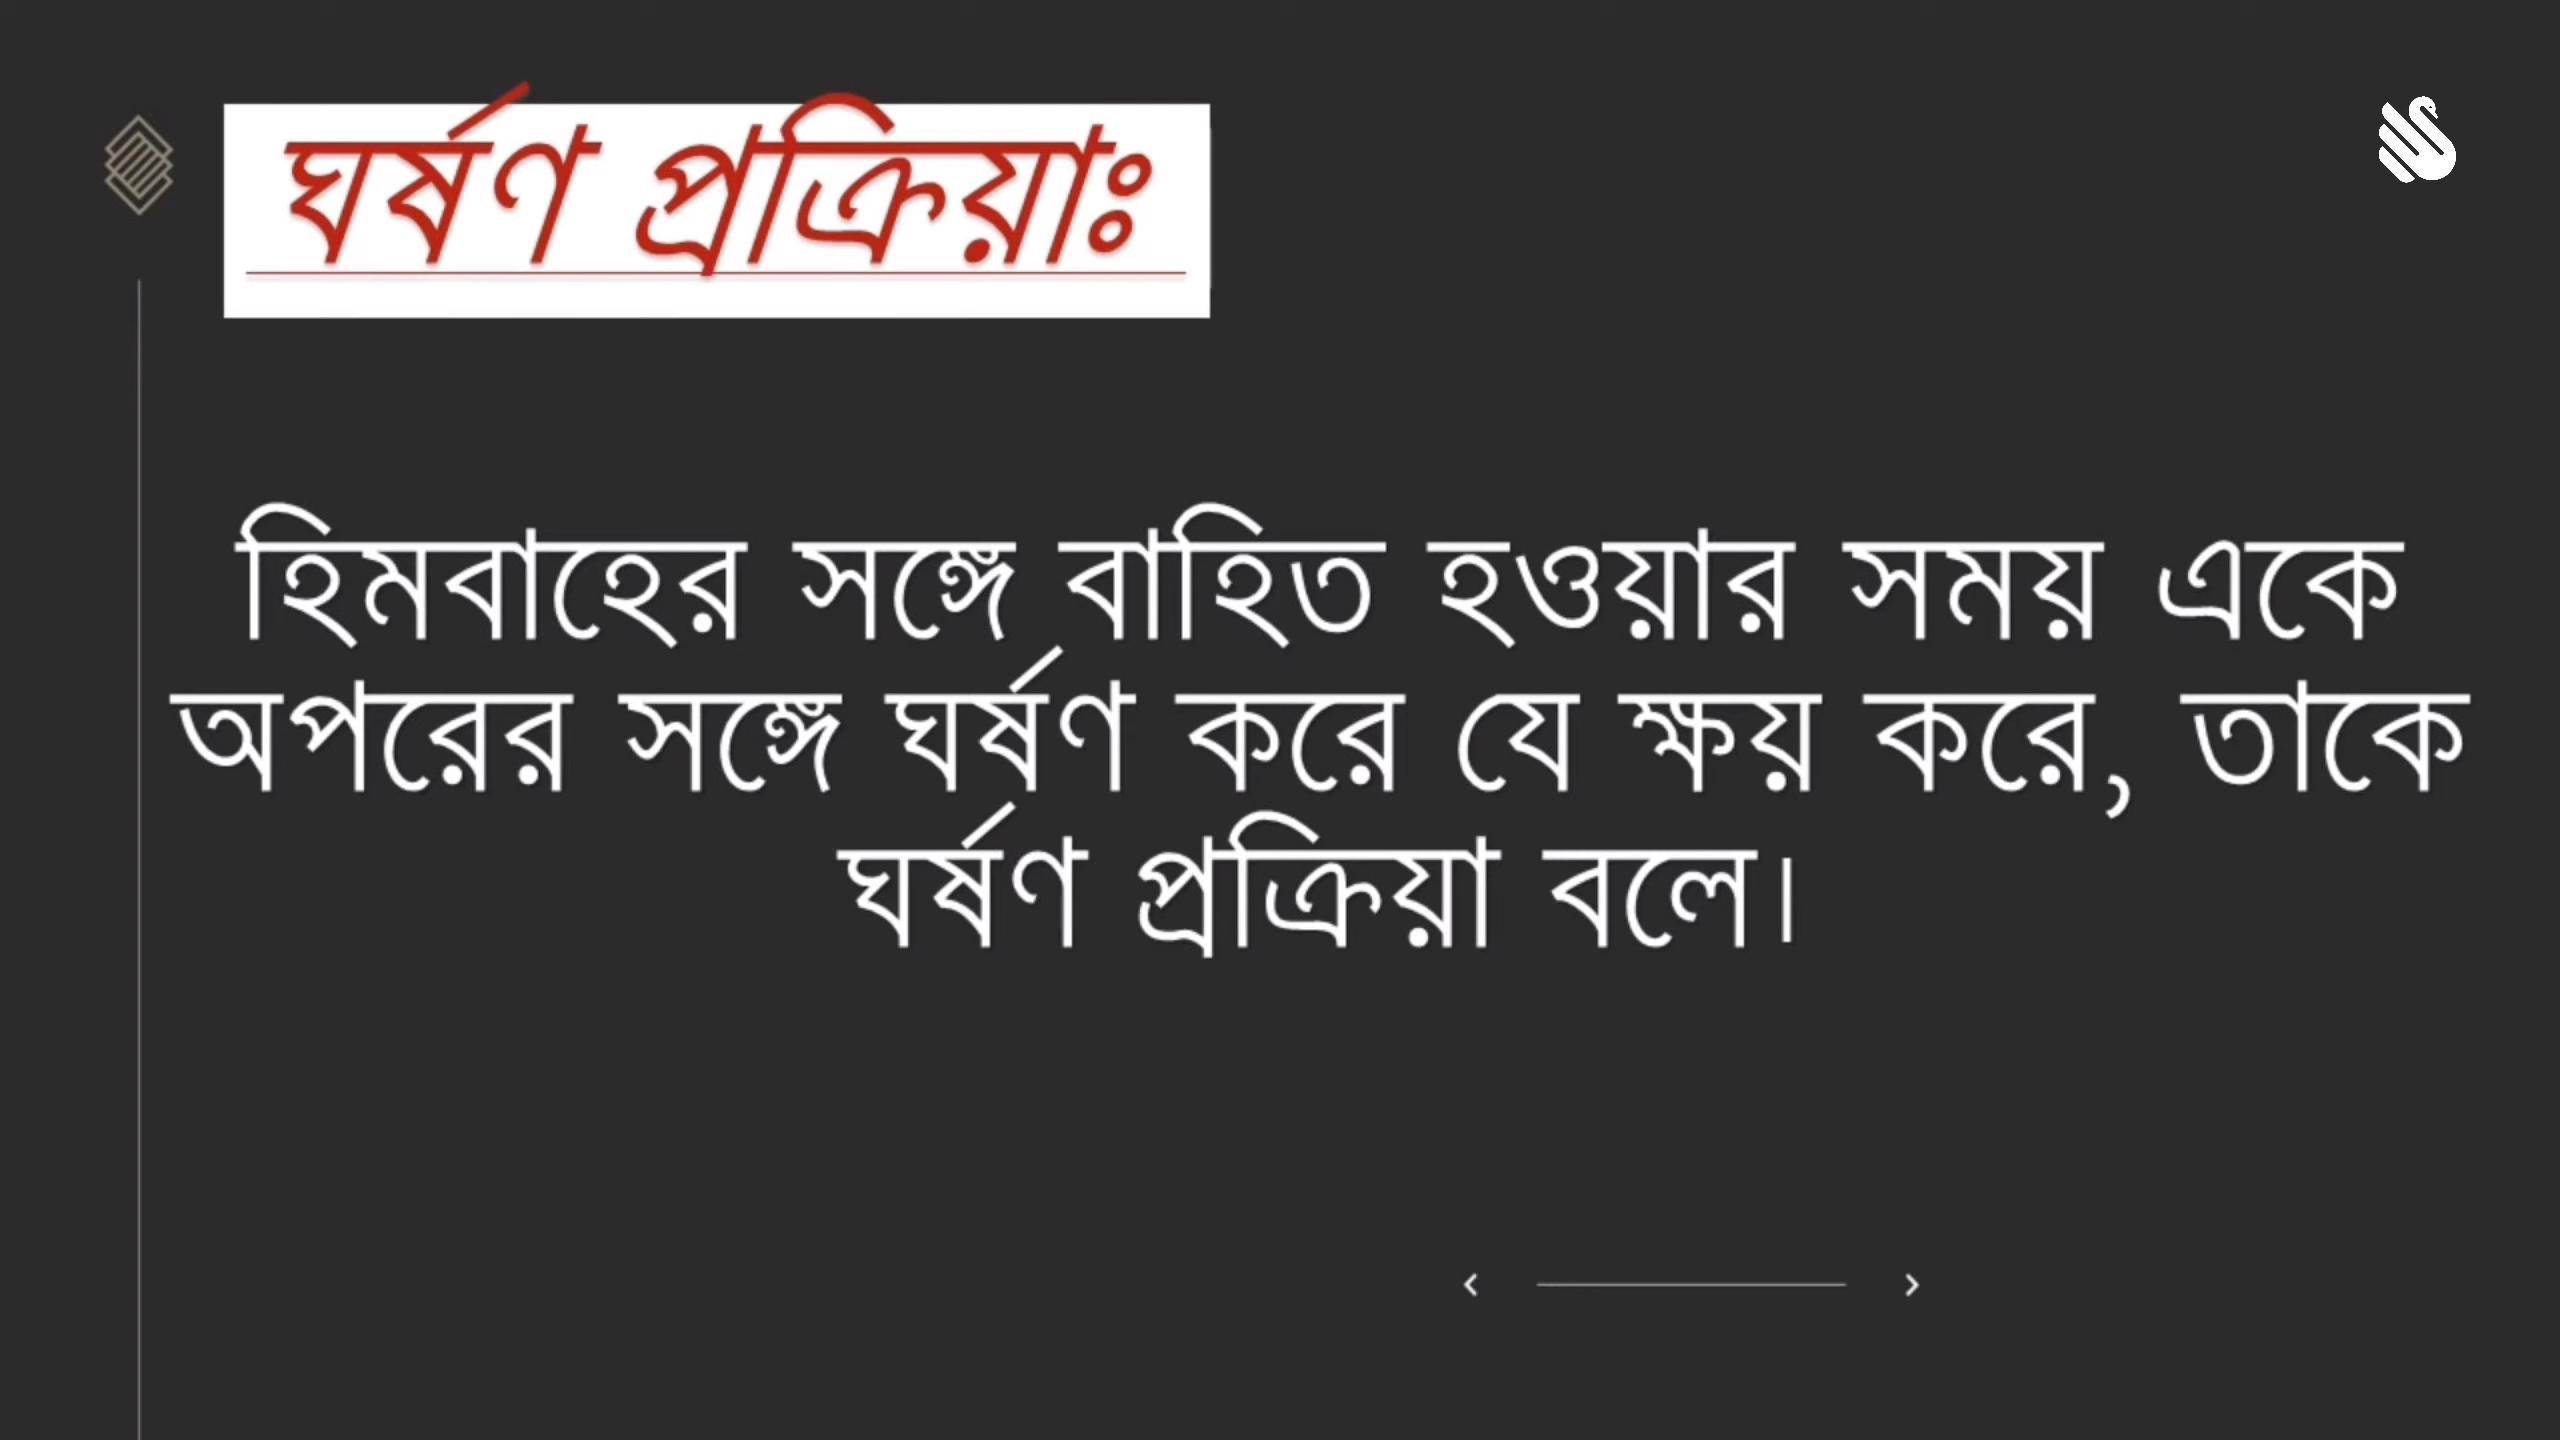 ঘর্ষণ প্রক্রিয়াঃ
হিমবাহের সঙ্গে বাহিত হওয়ার সময় একে
অপরের সঙ্গে ঘর্ষণ করে যে ক্ষয় করে, তাকে
ঘর্ষণ প্রক্রিয়া বলে।